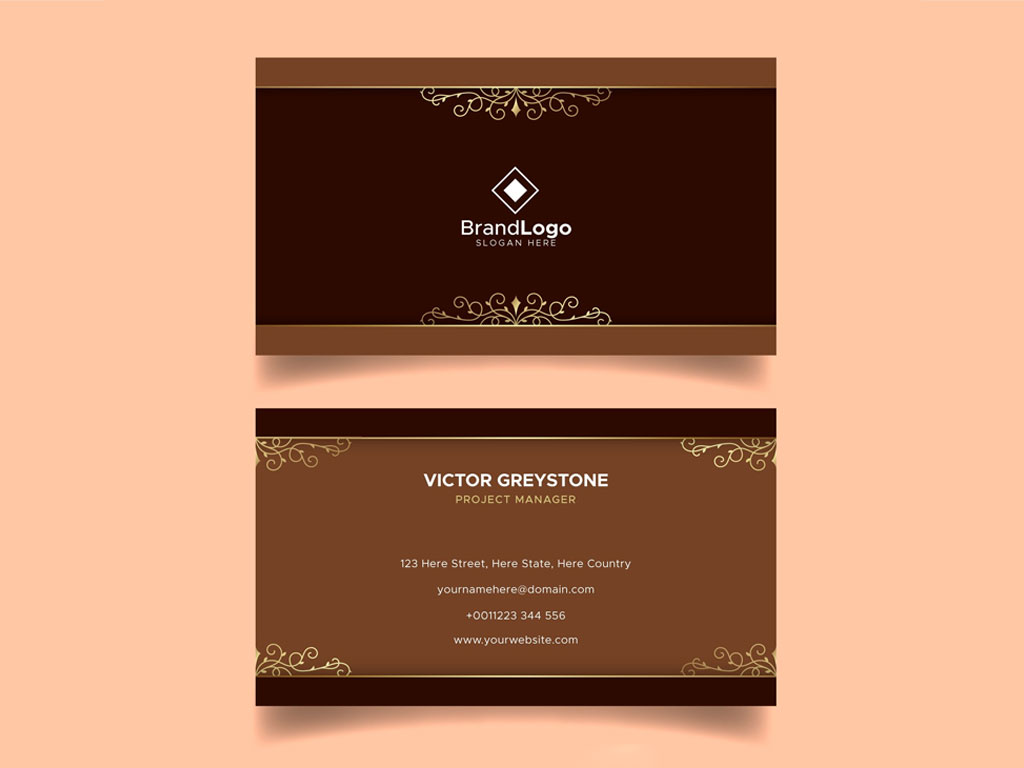 BrandLogo
SLOGAN HERE
VICTOR GREYSTONE
PROJECT MANAGER
123 Here Street, Here State, Here Country
yournamehere@domain.com
+0011223 344 556
www.yourwebsite.com